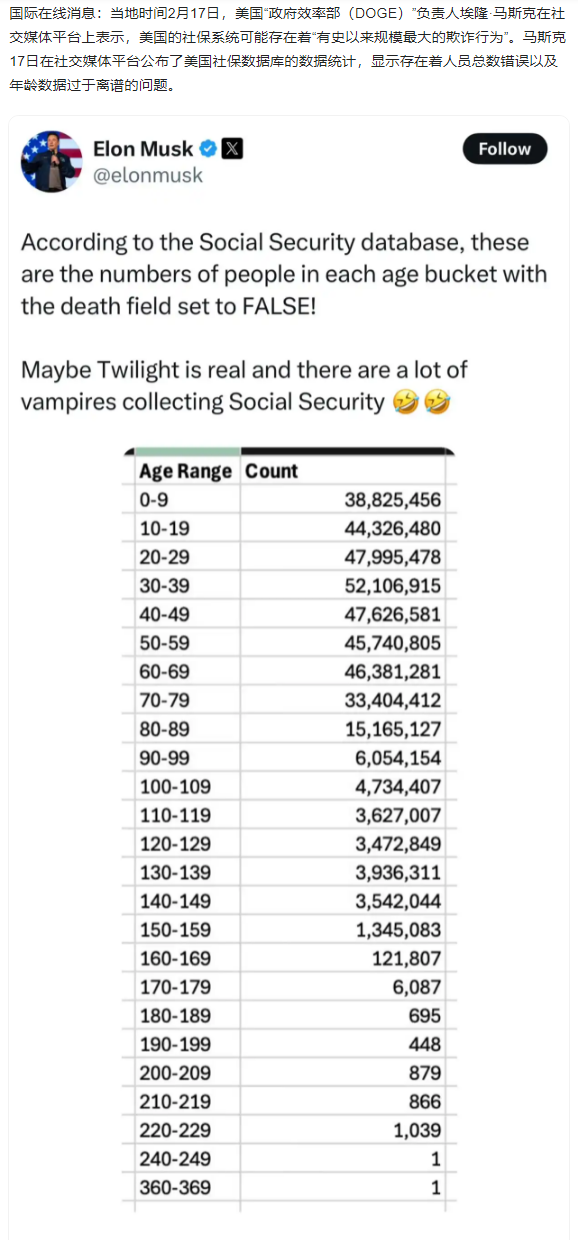 国际在线消息：当地时间2月17日，美国“政府效率部（DOGE）”负责人埃隆·马斯克在社
交媒体平台上表示，美国的社保系统可能存在着“有史以来规模最大的欺诈行为”。马斯克
17日在社交媒体平台公布了美国社保数据库的数据统计，显示存在着人员总数错误以及
年龄数据过于离谱的问题。
Elon Musk X
Follow
@elonmusk
According to the Social Security database, these
are the numbers of people in each age bucket with
the death field set to FALSE!
Maybe Twilight is real and there are a lot of
vampires collecting Social Security 🤣🤣
Age Range Count
0-9 38,825,456
10-19 44,326,480
20-29 47,995,478
30-39 52,106,915
40-49 47,626,581
50-59 45,740,805
60-69 46,381,281
70-79 33,404,412
80-89 15,165,127
90-99 6,054,154
100-109 4,734,407
110-119 3,627,007
120-129 3,472,849
130-139 3,936,311
140-149 3,542,044
150-159 1,345,083
160-169 121,807
170-179 6,087
180-189 695
190-199 448
200-209 879
210-219 866
220-229 1,039
240-249 1
360-369 1